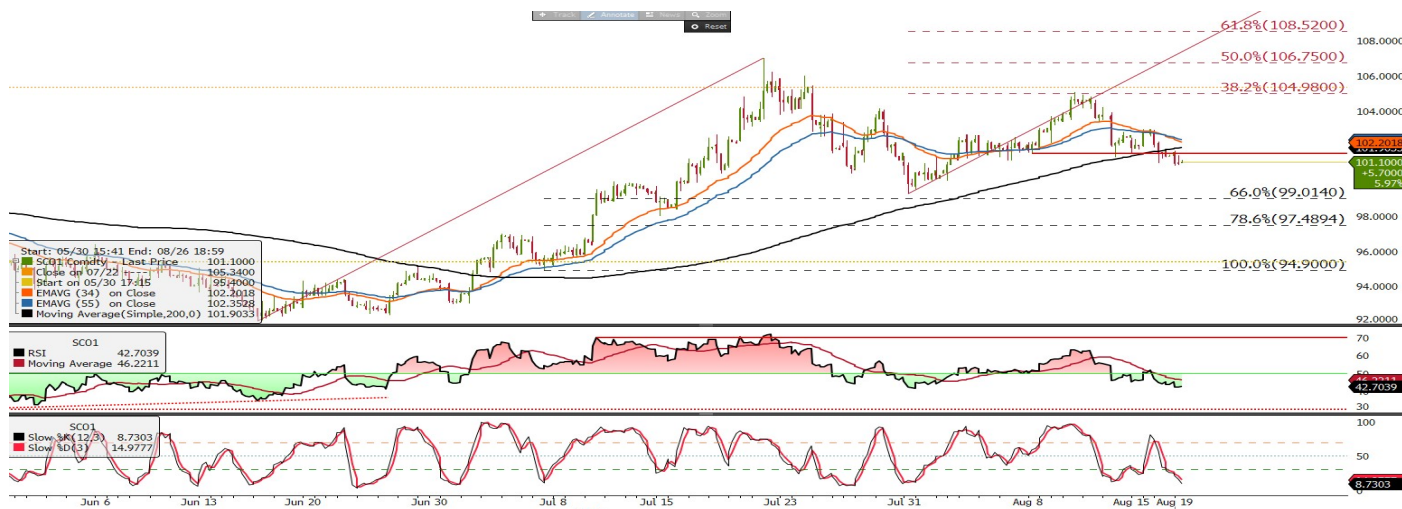 + Track Annotate News Zoom
Reset
61.8%(108.5200)
108.0000
50.0%(106.7500)
106.0000
38.2%(104.9800)
104.0000
102.2018
101.1000
+5.7000
5.97%
66.0%(99.0140)
98.0000
78.6%(97.4894)
96.0000
100.0%(94.9000)
94.0000
92.0000
Start: 05/30 15:41 End: 08/26 18:59
SCO1 Comdty - Last Price 101.1000
Close on 07/22 105.3400
Start on 05/30 17:15 95.4000
EMAVG (34) on Close 102.2018
EMAVG (55) on Close 102.3528
Moving Average(Simple,200,0) 101.9033
SCO1
RSI 42.7039
Moving Average 46.2211
70
60
42.7039
30
SCO1
Slow %K(12,3) 8.7303
Slow %D(3) 14.9777
100
50
8.7303
Jun 6 Jun 13 Jun 20 Jun 30 Jul 8 Jul 15 Jul 23 Jul 31 Aug 8 Aug 15 Aug 19